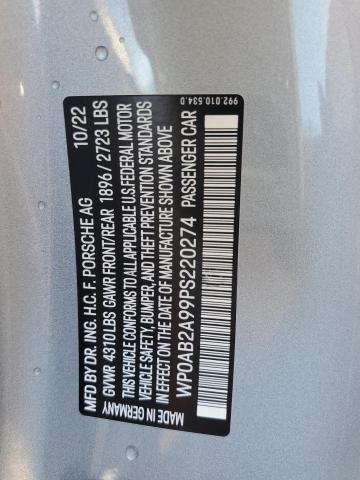 992.010.534.0
MFD BY DR. ING. H.C. F. PORSCHE AG 10/22
GVWR 4310 LBS GAWR FRONT/REAR 1896/ 2723 LBS
THIS VEHICLE CONFORMS TO ALL APPLICABLE U.S. FEDERAL MOTOR
VEHICLE SAFETY, BUMPER, AND THEFT PREVENTION STANDARDS
IN EFFECT ON THE DATE OF MANUFACTURE SHOWN ABOVE
WP0AB2A99PS220274 PASSENGER CAR
MADE IN GERMANY